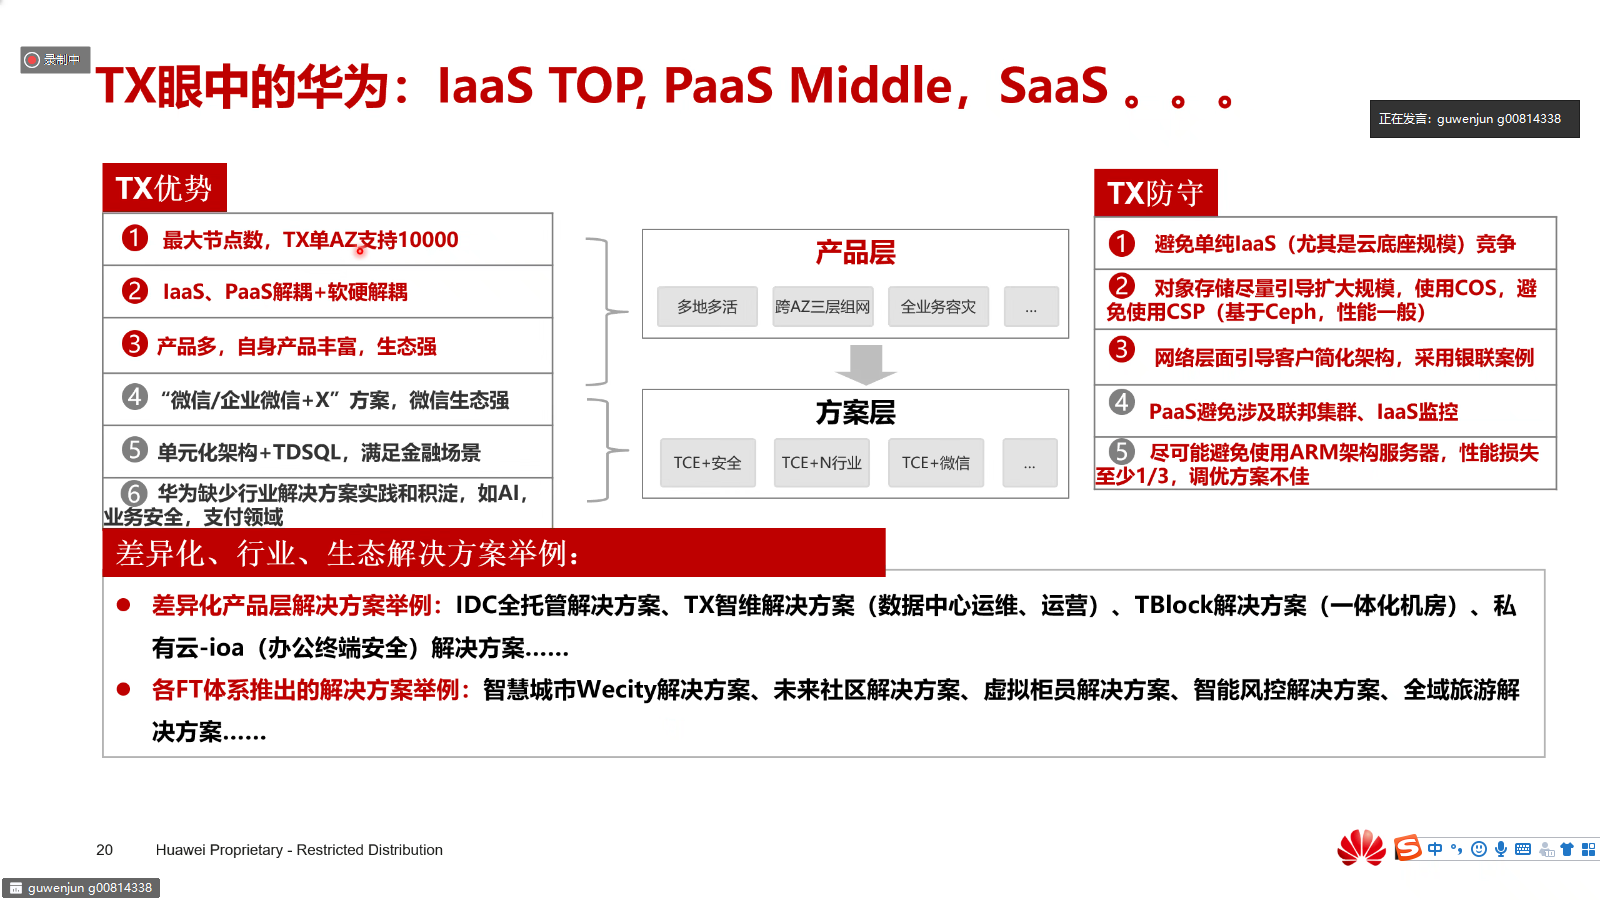 录制中
TX眼中的华为：IaaS TOP, PaaS Middle，SaaS 。。。
正在发言：guwenjun g00814338
TX优势
1 最大节点数，TX单AZ支持10000
2 IaaS、PaaS解耦+软硬解耦
3 产品多，自身产品丰富，生态强
4 “微信/企业微信+X”方案，微信生态强
5 单元化架构+TDSQL，满足金融场景
6 华为缺少行业解决方案实践和积淀，如AI，
业务安全，支付领域
产品层
多地多活
跨AZ三层组网
全业务容灾
...
方案层
TCE+安全
TCE+N行业
TCE+微信
...
TX防守
1 避免单纯IaaS（尤其是云底座规模）竞争
2 对象存储尽量引导扩大规模，使用COS，避
免使用CSP（基于Ceph，性能一般）
3 网络层面引导客户简化架构，采用银联案例
4 PaaS避免涉及联邦集群、IaaS监控
5 尽可能避免使用ARM架构服务器，性能损失
至少1/3，调优方案不佳
差异化、行业、生态解决方案举例：
● 差异化产品层解决方案举例：IDC全托管解决方案、TX智维解决方案（数据中心运维、运营）、TBlock解决方案（一体化机房）、私
有云-ioa（办公终端安全）解决方案......
● 各FT体系推出的解决方案举例：智慧城市Wecity解决方案、未来社区解决方案、虚拟柜员解决方案、智能风控解决方案、全域旅游解
决方案......
20
Huawei Proprietary - Restricted Distribution
S中
guwenjun g00814338